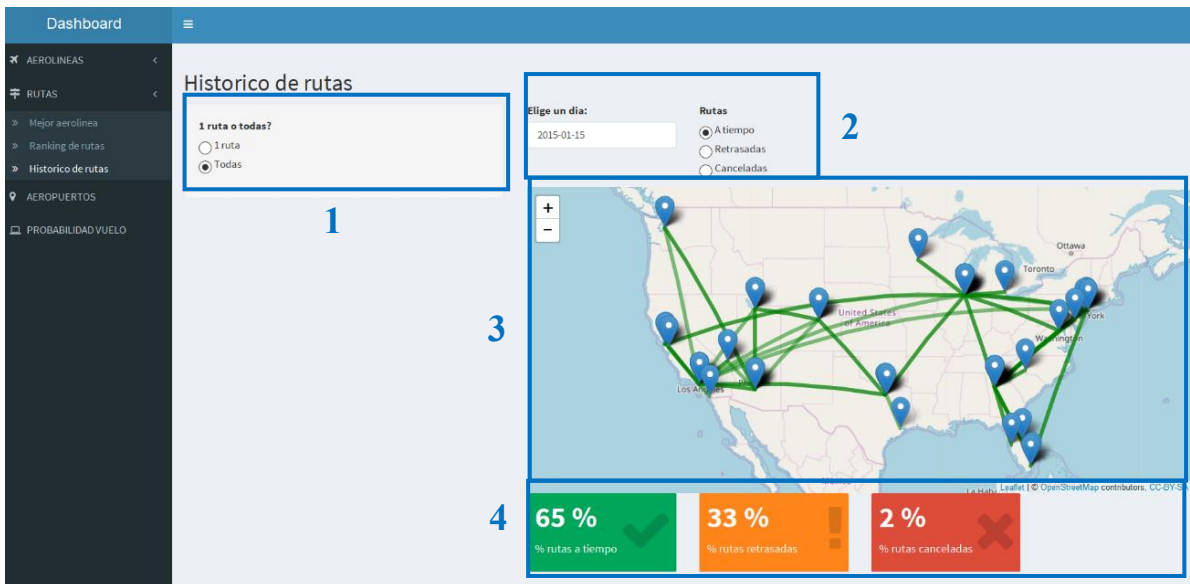 Dashboard
AEROLINEAS
RUTAS
Mejor aerolinea
Ranking de rutas
Historico de rutas
AEROPUERTOS
PROBABILIDAD VUELO
Historico de rutas
1 ruta o todas?
1 ruta
Todas
1
Elige un dia:
2015-01-15
Rutas
A tiempo
Retrasadas
Canceladas
2
3
+
−
Ottawa
Toronto
United States
of America
York
Washington
Los Angeles
Leaflet | © OpenStreetMap contributors, CC-BY-SA
4
65 %
% rutas a tiempo
33 %
% rutas retrasadas
2 %
% rutas canceladas